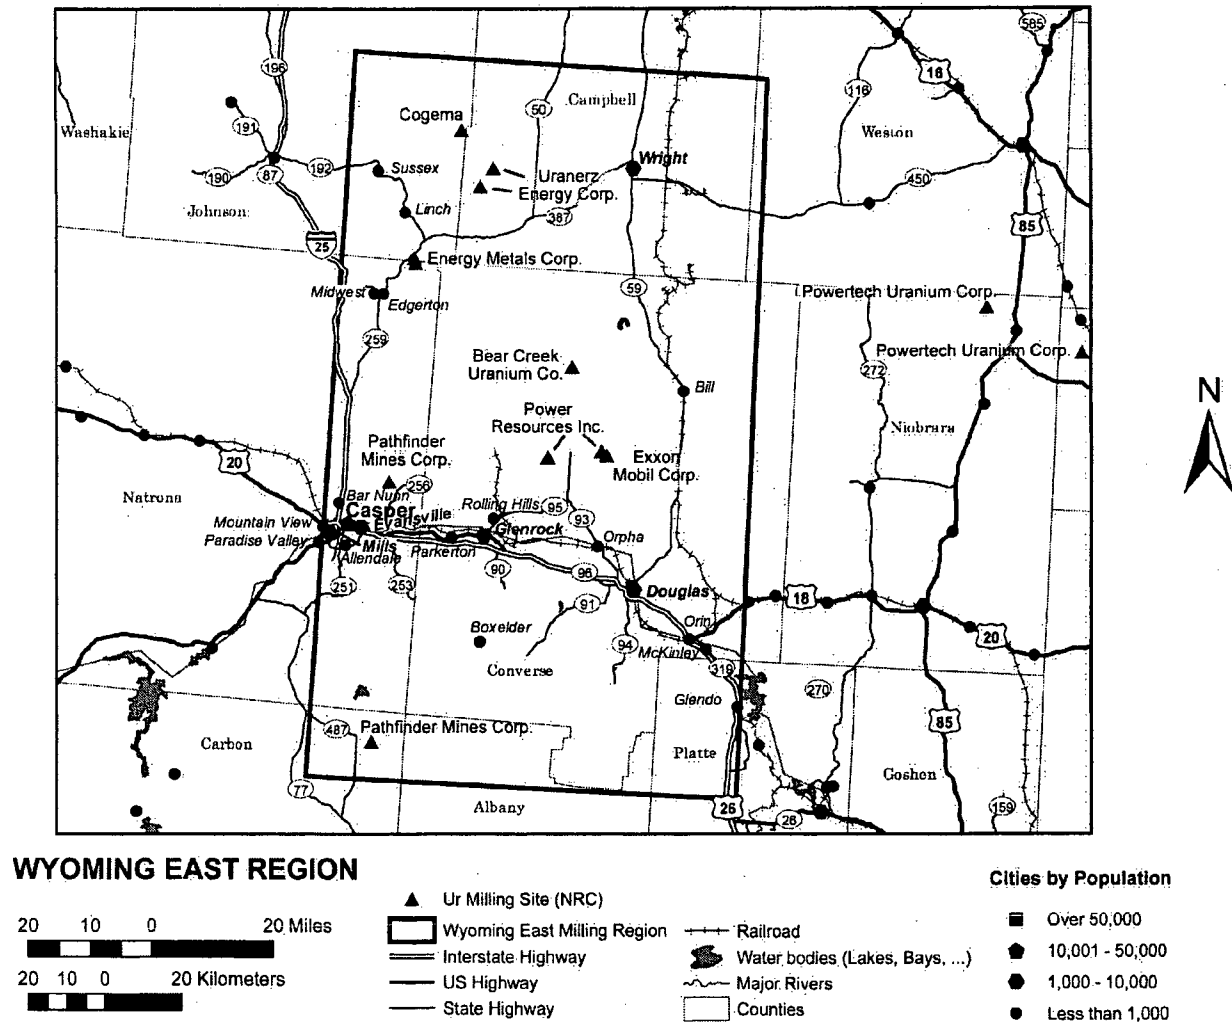 585
196
18
50
Campbell
116
Cogema
191
Washakie
Weston
Wright
192
Sussex
Uranerz
Energy Corp.
190
87
450
Johnson
Linch
387
85
25
Energy Metals Corp.
Midwest
Edgerton
59
Powertech Uranium Corp.
259
Bear Creek
Uranium Co.
Powertech Uranium Corp.
272
Bill
N
Power
Resources Inc.
Niobrara
Pathfinder
Mines Corp.
Exxon
Mobil Corp.
20
256
Natrona
Bar Nunn
Rolling Hills
95
Casper
Evansville
93
Mountain View
Glenrock
Paradise Valley
Mills
Allendale
Parkerton
Orpha
251
253
90
96
Douglas
18
91
Boxelder
Orin
20
94
McKinley
Converse
319
270
Glendo
85
487
Pathfinder Mines Corp.
Carbon
Platte
Goshen
77
Albany
26
26
159
WYOMING EAST REGION
20 10 0 20 Miles
20 10 0 20 Kilometers
Ur Milling Site (NRC)
Wyoming East Milling Region
Interstate Highway
US Highway
State Highway
Railroad
Water bodies (Lakes, Bays, ...)
Major Rivers
Counties
Cities by Population
Over 50,000
10,001 - 50,000
1,000 - 10,000
Less than 1,000